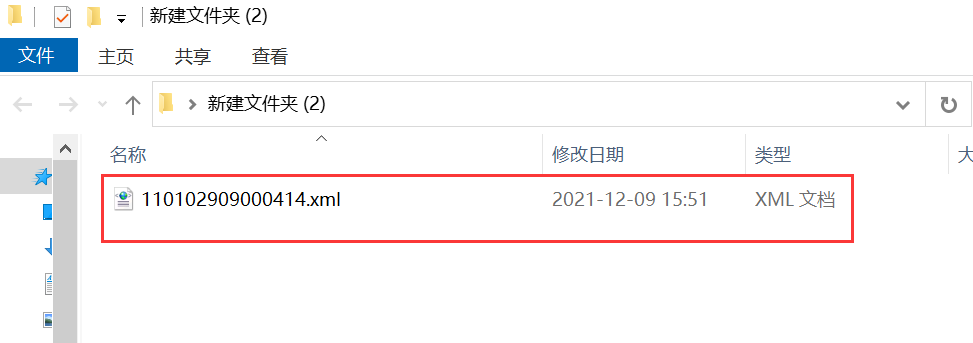 新建文件夹 (2)
文件 主页 共享 查看
新建文件夹 (2)
名称 修改日期 类型 大
110102909000414.xml 2021-12-09 15:51 XML 文档